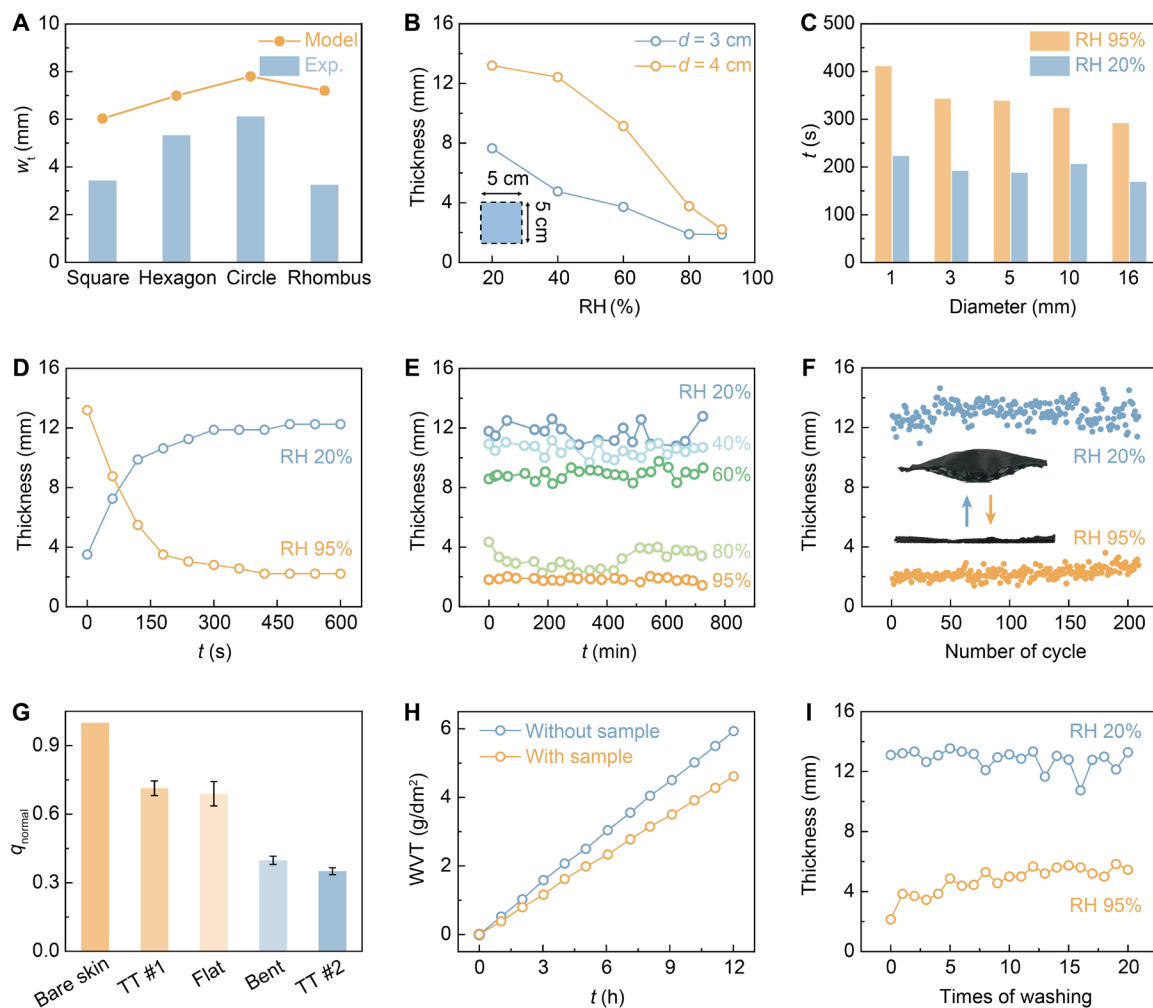 A
10
8
6
4
2
0
w_t (mm)
Model
Exp.
Square Hexagon Circle Rhombus
B
16
12
8
4
0
Thickness (mm)
d = 3 cm
d = 4 cm
5 cm
5 cm
20 40 60 80 100
RH (%)
C
500
400
300
200
100
0
t (s)
RH 95%
RH 20%
1 3 5 10 16
Diameter (mm)
D
16
12
8
4
0
Thickness (mm)
RH 20%
RH 95%
0 150 300 450 600
t (s)
E
16
12
8
4
0
Thickness (mm)
RH 20%
40%
60%
80%
95%
0 200 400 600 800
t (min)
F
16
12
8
4
0
Thickness (mm)
RH 20%
RH 95%
0 50 100 150 200
Number of cycle
G
0.9
0.6
0.3
0.0
q_normal
Bare skin TT #1 Flat Bent TT #2
H
6
4
2
0
WVT (g/dm²)
Without sample
With sample
0 3 6 9 12
t (h)
I
16
12
8
4
0
Thickness (mm)
RH 20%
RH 95%
0 5 10 15 20
Times of washing